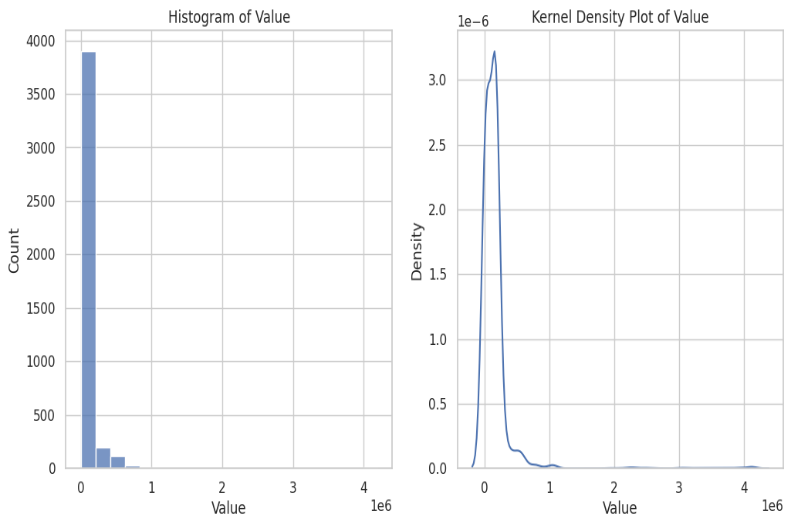 Histogram of Value
4000
3500
3000
2500
2000
1500
1000
500
0
Count
0 1 2 3 4
1e6
Value
Kernel Density Plot of Value
1e−6
3.0
2.5
2.0
1.5
1.0
0.5
0.0
Density
0 1 2 3 4
1e6
Value